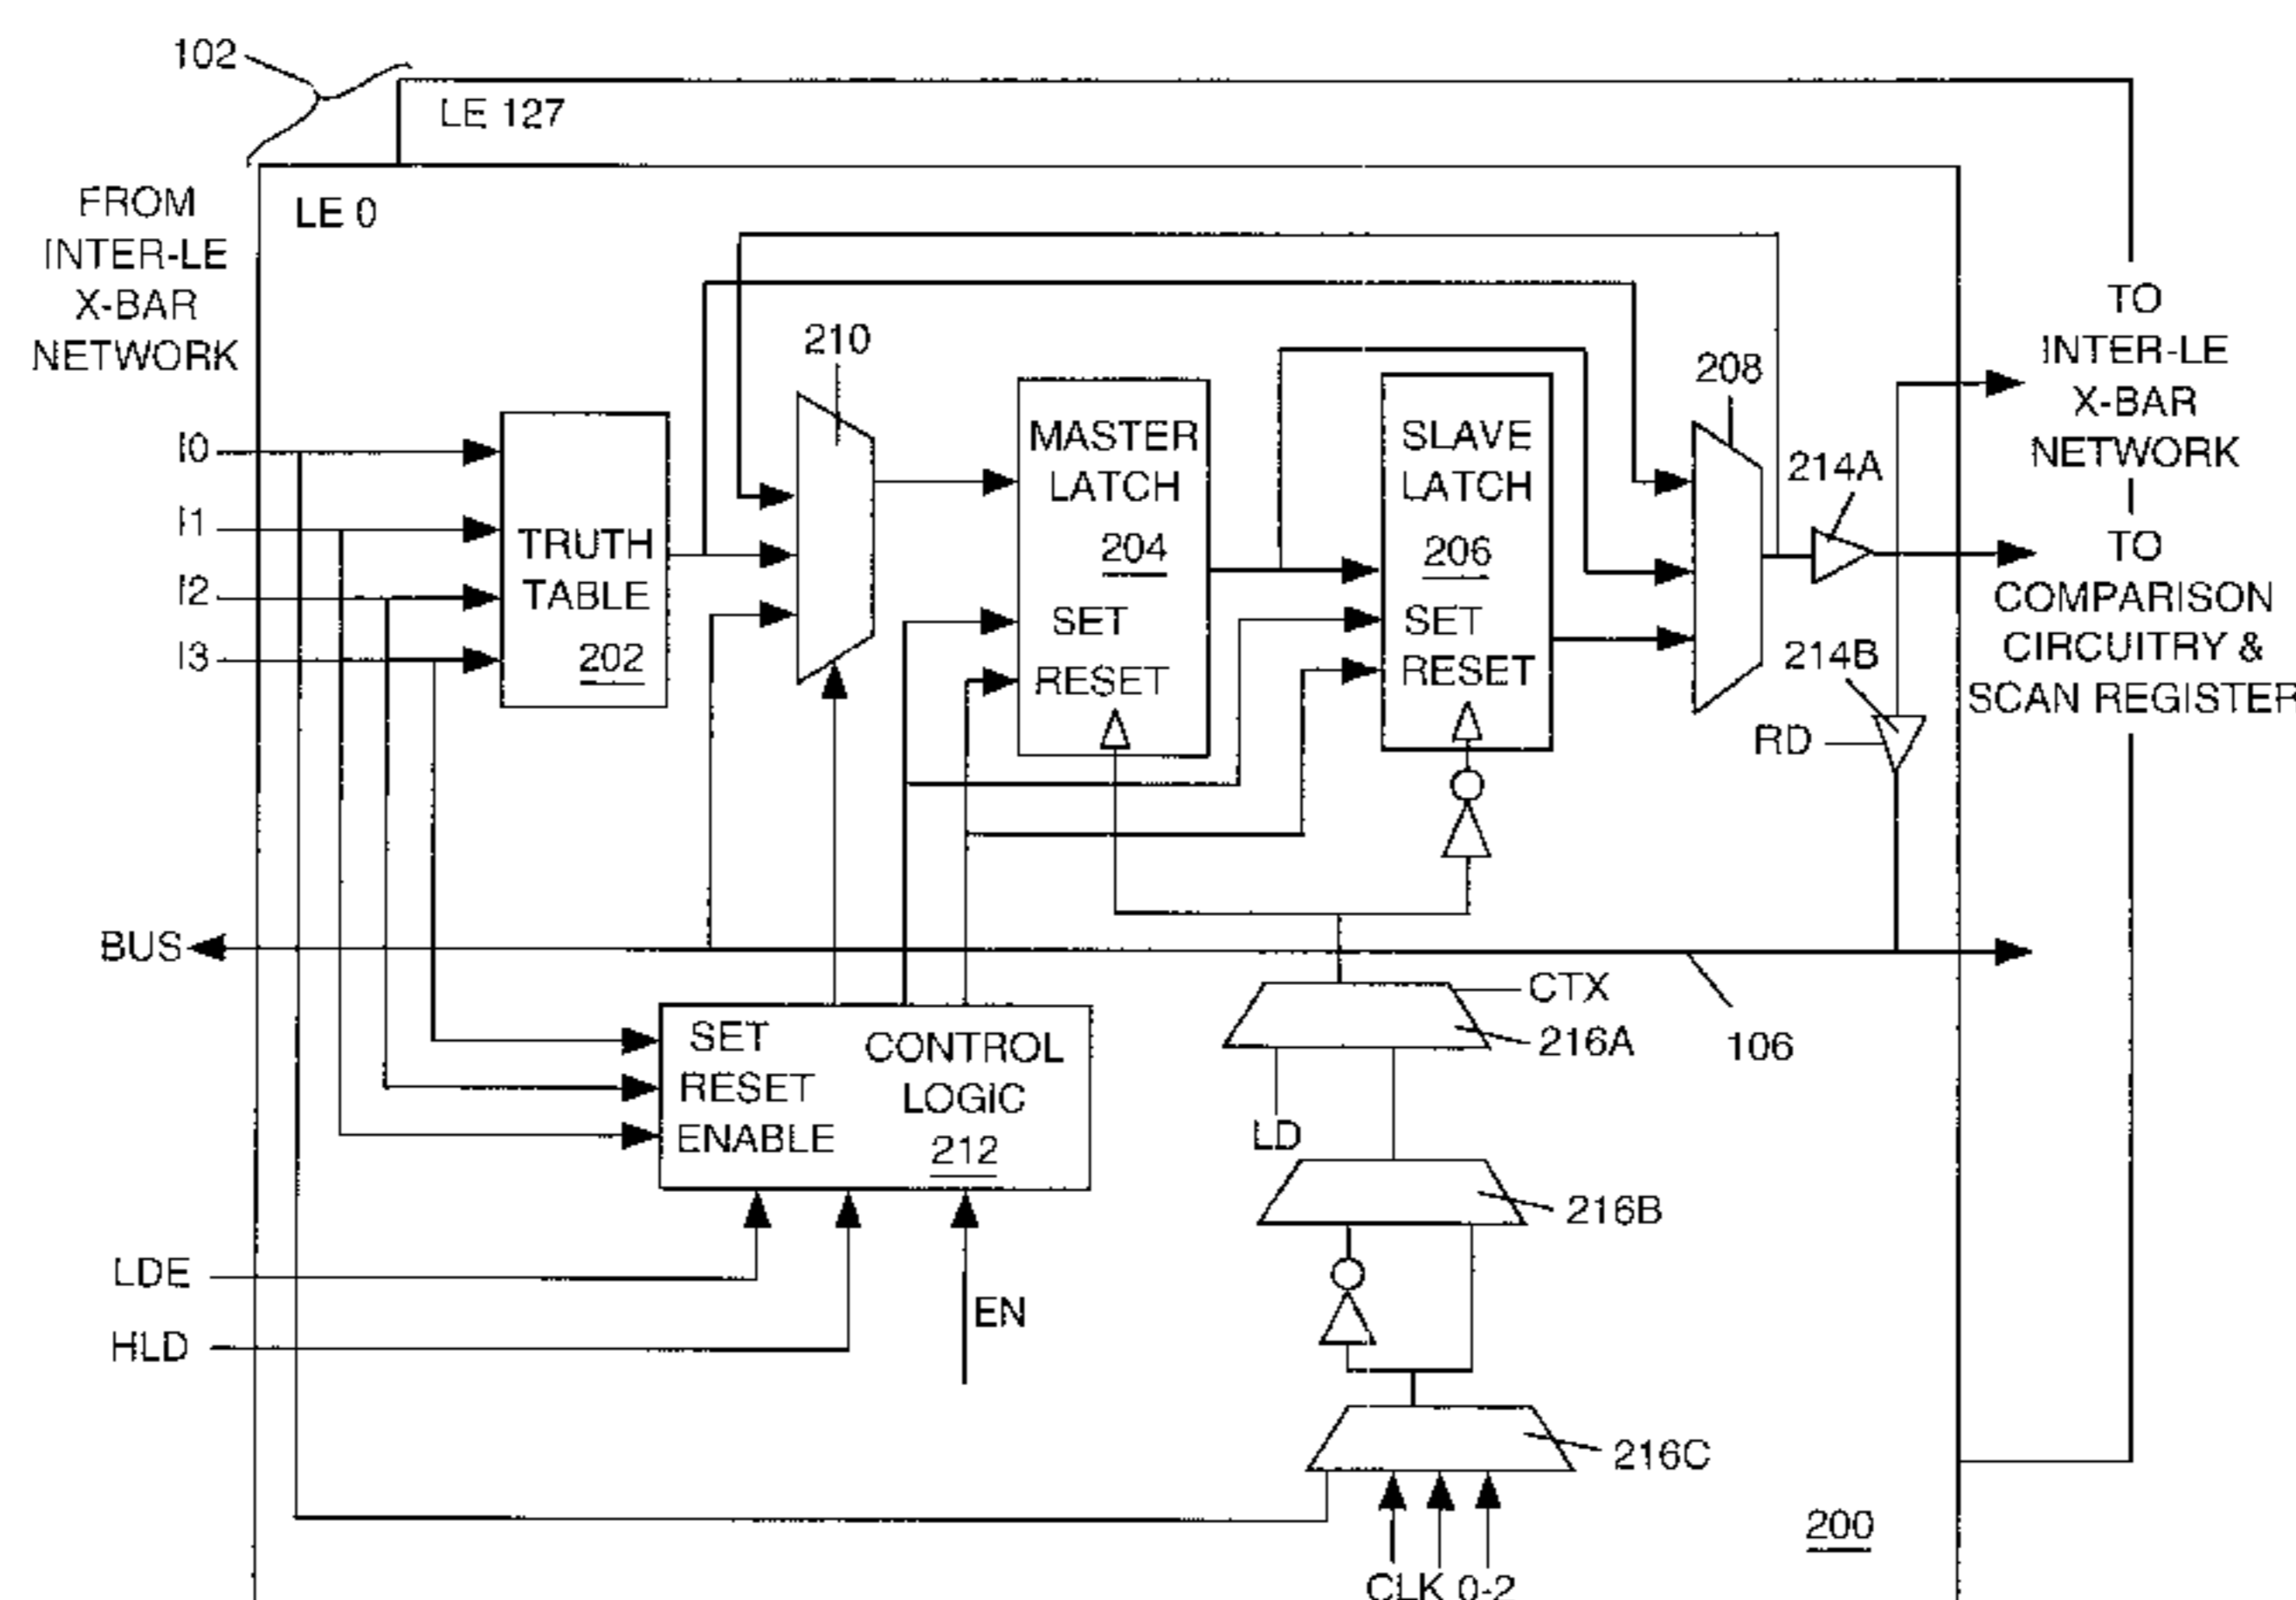 102
LE 127
LE 0
FROM
INTER-LE
X-BAR
NETWORK
I0
I1
I2
I3
TRUTH
TABLE
202
210
MASTER
LATCH
204
SET
RESET
SLAVE
LATCH
206
SET
RESET
208
214A
214B
RD
TO
INTER-LE
X-BAR
NETWORK
TO
COMPARISON
CIRCUITRY &
SCAN REGISTER
BUS
106
SET
RESET
ENABLE
CONTROL
LOGIC
212
CTX
216A
LD
216B
LDE
HLD
EN
216C
CLK 0-2
200